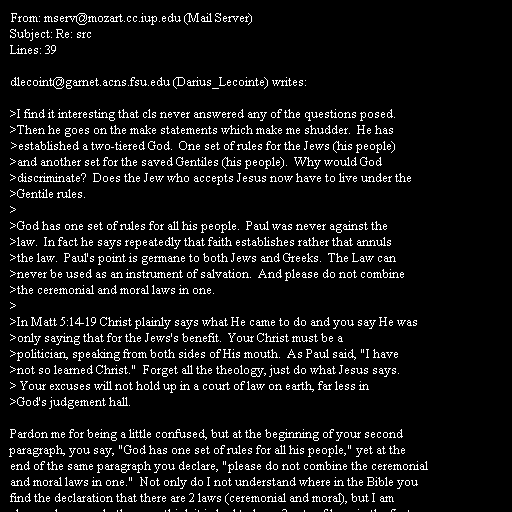 From: mserv@mozart.cc.iup.edu (Mail Server)
Subject: Re: src
Lines: 39

dlecoint@garnet.acns.fsu.edu (Darius_Lecointe) writes:

>I find it interesting that cls never answered any of the questions posed.
>Then he goes on the make statements which make me shudder.  He has
>established a two-tiered God.  One set of rules for the Jews (his people)
>and another set for the saved Gentiles (his people).  Why would God
>discriminate?  Does the Jew who accepts Jesus now have to live under the
>Gentile rules.
>
>God has one set of rules for all his people.  Paul was never against the
>law.  In fact he says repeatedly that faith establishes rather that annuls
>the law.  Paul's point is germane to both Jews and Greeks.  The Law can
>never be used as an instrument of salvation.  And please do not combine
>the ceremonial and moral laws in one.
>
>In Matt 5:14-19 Christ plainly says what He came to do and you say He was
>only saying that for the Jews's benefit.  Your Christ must be a
>politician, speaking from both sides of His mouth.  As Paul said, "I have
>not so learned Christ."  Forget all the theology, just do what Jesus says.
> Your excuses will not hold up in a court of law on earth, far less in
>God's judgement hall.

Pardon me for being a little confused, but at the beginning of your second
paragraph, you say, "God has one set of rules for all his people," yet at the
end of the same paragraph you declare, "please do not combine the ceremonial
and moral laws in one."  Not only do I not understand where in the Bible you
find the declaration that there are 2 laws (ceremonial and moral), but I am